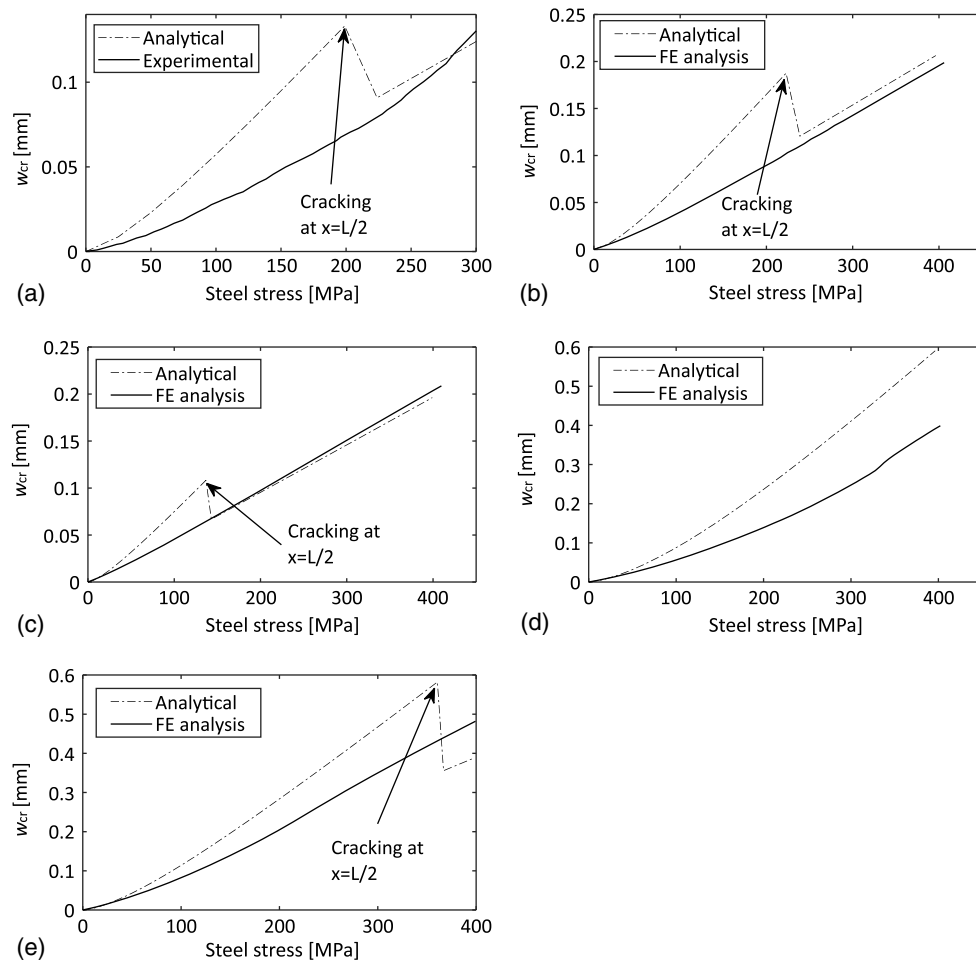 Analytical
Experimental
0.1
0.05
0
wcr [mm]
0 50 100 150 200 250 300
Steel stress [MPa]
Cracking
at x=L/2
(a)
Analytical
FE analysis
0.25
0.2
0.15
0.1
0.05
0
wcr [mm]
0 100 200 300 400
Steel stress [MPa]
Cracking
at x=L/2
(b)
Analytical
FE analysis
0.25
0.2
0.15
0.1
0.05
0
wcr [mm]
0 100 200 300 400
Steel stress [MPa]
Cracking at
x=L/2
(c)
Analytical
FE analysis
0.6
0.5
0.4
0.3
0.2
0.1
0
wcr [mm]
0 100 200 300 400
Steel stress [MPa]
(d)
Analytical
FE analysis
0.6
0.5
0.4
0.3
0.2
0.1
0
wcr [mm]
0 100 200 300 400
Steel stress [MPa]
Cracking at
x=L/2
(e)